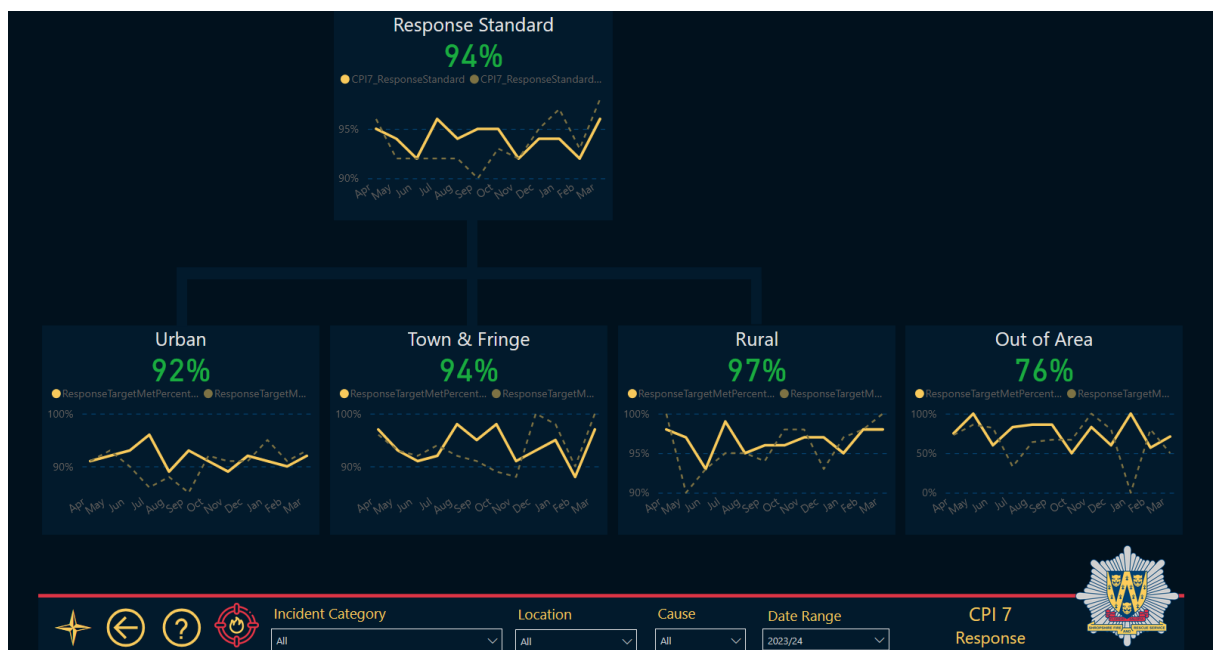 Response Standard
94%
CPI7_ResponseStandard CPI7_ResponseStandard...
95%
90%
Apr May Jun Jul Aug Sep Oct Nov Dec Jan Feb Mar
Urban
92%
ResponseTargetMetPercent... ResponseTargetM...
100%
90%
Apr May Jun Jul Aug Sep Oct Nov Dec Jan Feb Mar
Town & Fringe
94%
ResponseTargetMetPercent... ResponseTargetM...
100%
90%
Apr May Jun Jul Aug Sep Oct Nov Dec Jan Feb Mar
Rural
97%
ResponseTargetMetPercent... ResponseTargetM...
100%
95%
90%
Apr May Jun Jul Aug Sep Oct Nov Dec Jan Feb Mar
Out of Area
76%
ResponseTargetMetPercent... ResponseTargetM...
100%
50%
0%
Apr May Jun Jul Aug Sep Oct Nov Dec Jan Feb Mar
?
Incident Category
All
Location
All
Cause
All
Date Range
2023/24
CPI 7
Response
SHROPSHIRE FIRE AND RESCUE SERVICE